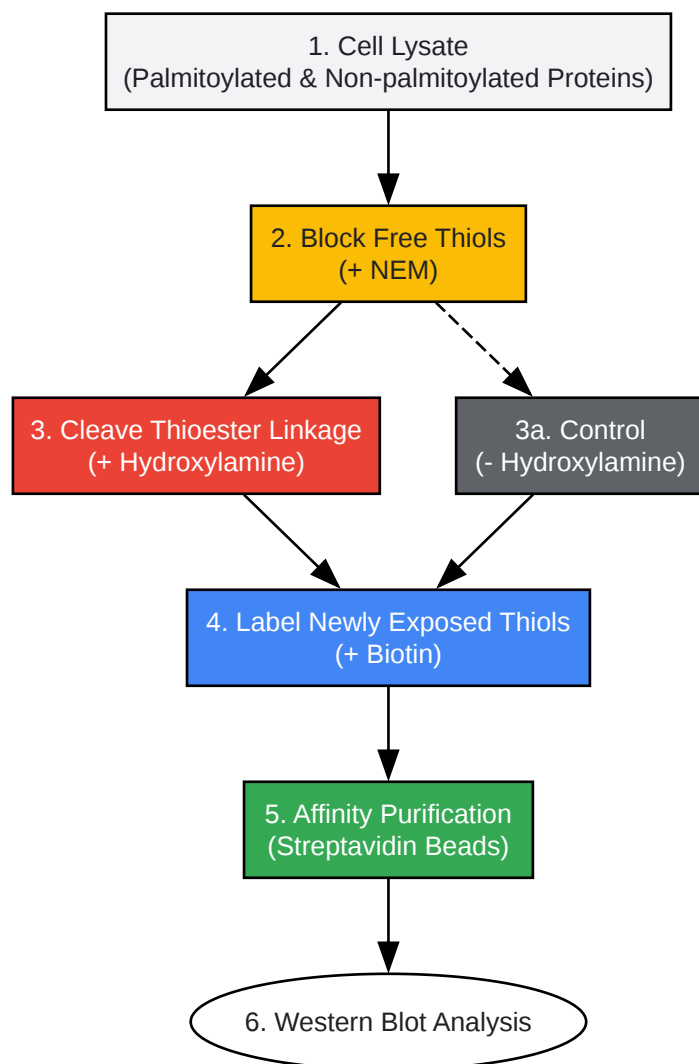 1. Cell Lysate
(Palmitoylated & Non-palmitoylated Proteins)
2. Block Free Thiols
(+ NEM)
3. Cleave Thioester Linkage
(+ Hydroxylamine)
3a. Control
(- Hydroxylamine)
4. Label Newly Exposed Thiols
(+ Biotin)
5. Affinity Purification
(Streptavidin Beads)
6. Western Blot Analysis